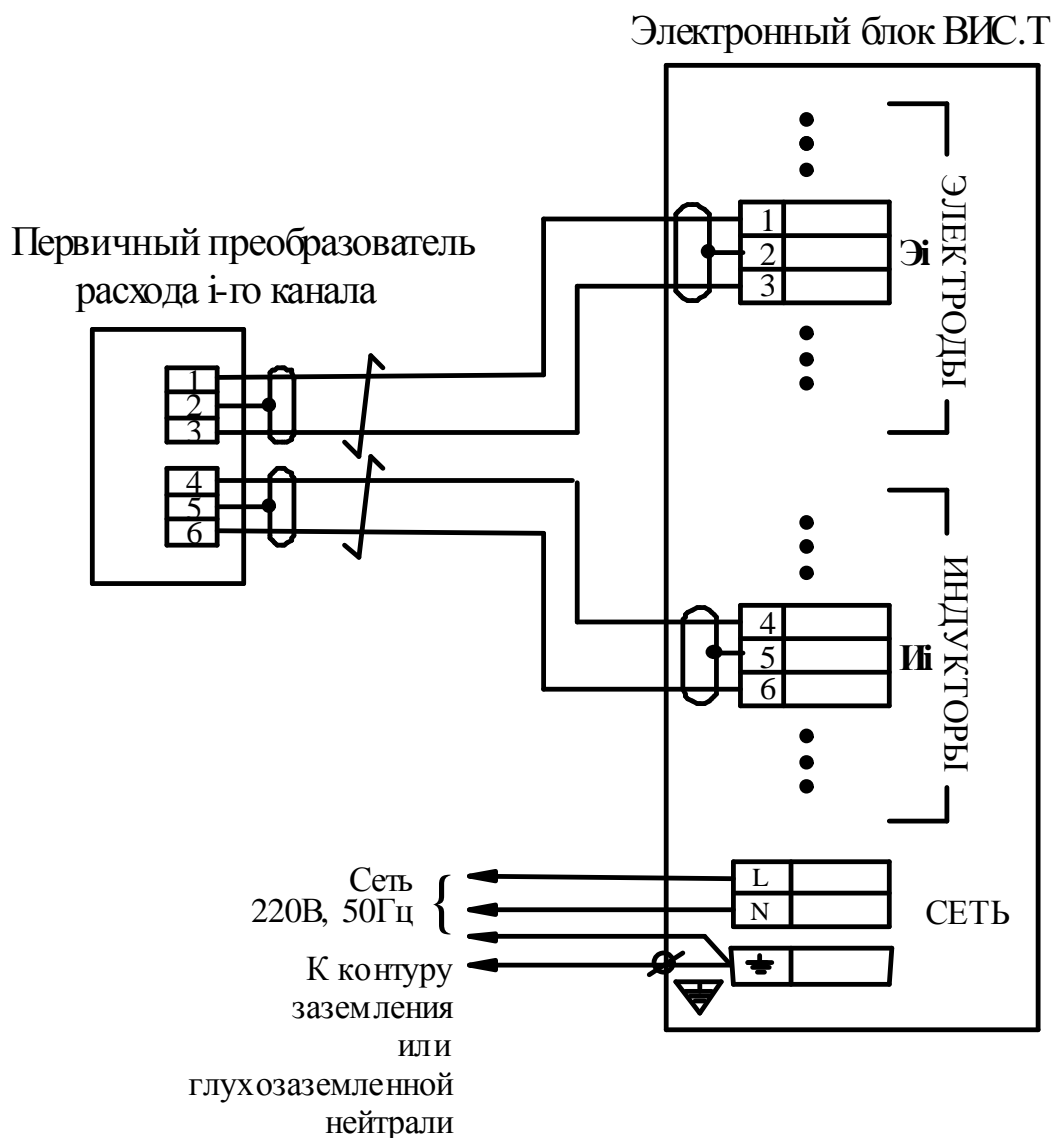 Электронный блок ВИС.Т
Первичный преобразователь
расхода i-го канала
1
2
3
4
5
6
1
2
3
Эi
ЭЛЕКТРОДЫ
4
5
6
Иi
ИНДУКТОРЫ
Сеть
220В, 50Гц
L
N
СЕТЬ
К контуру
заземления
или
глухозаземленной
нейтрали